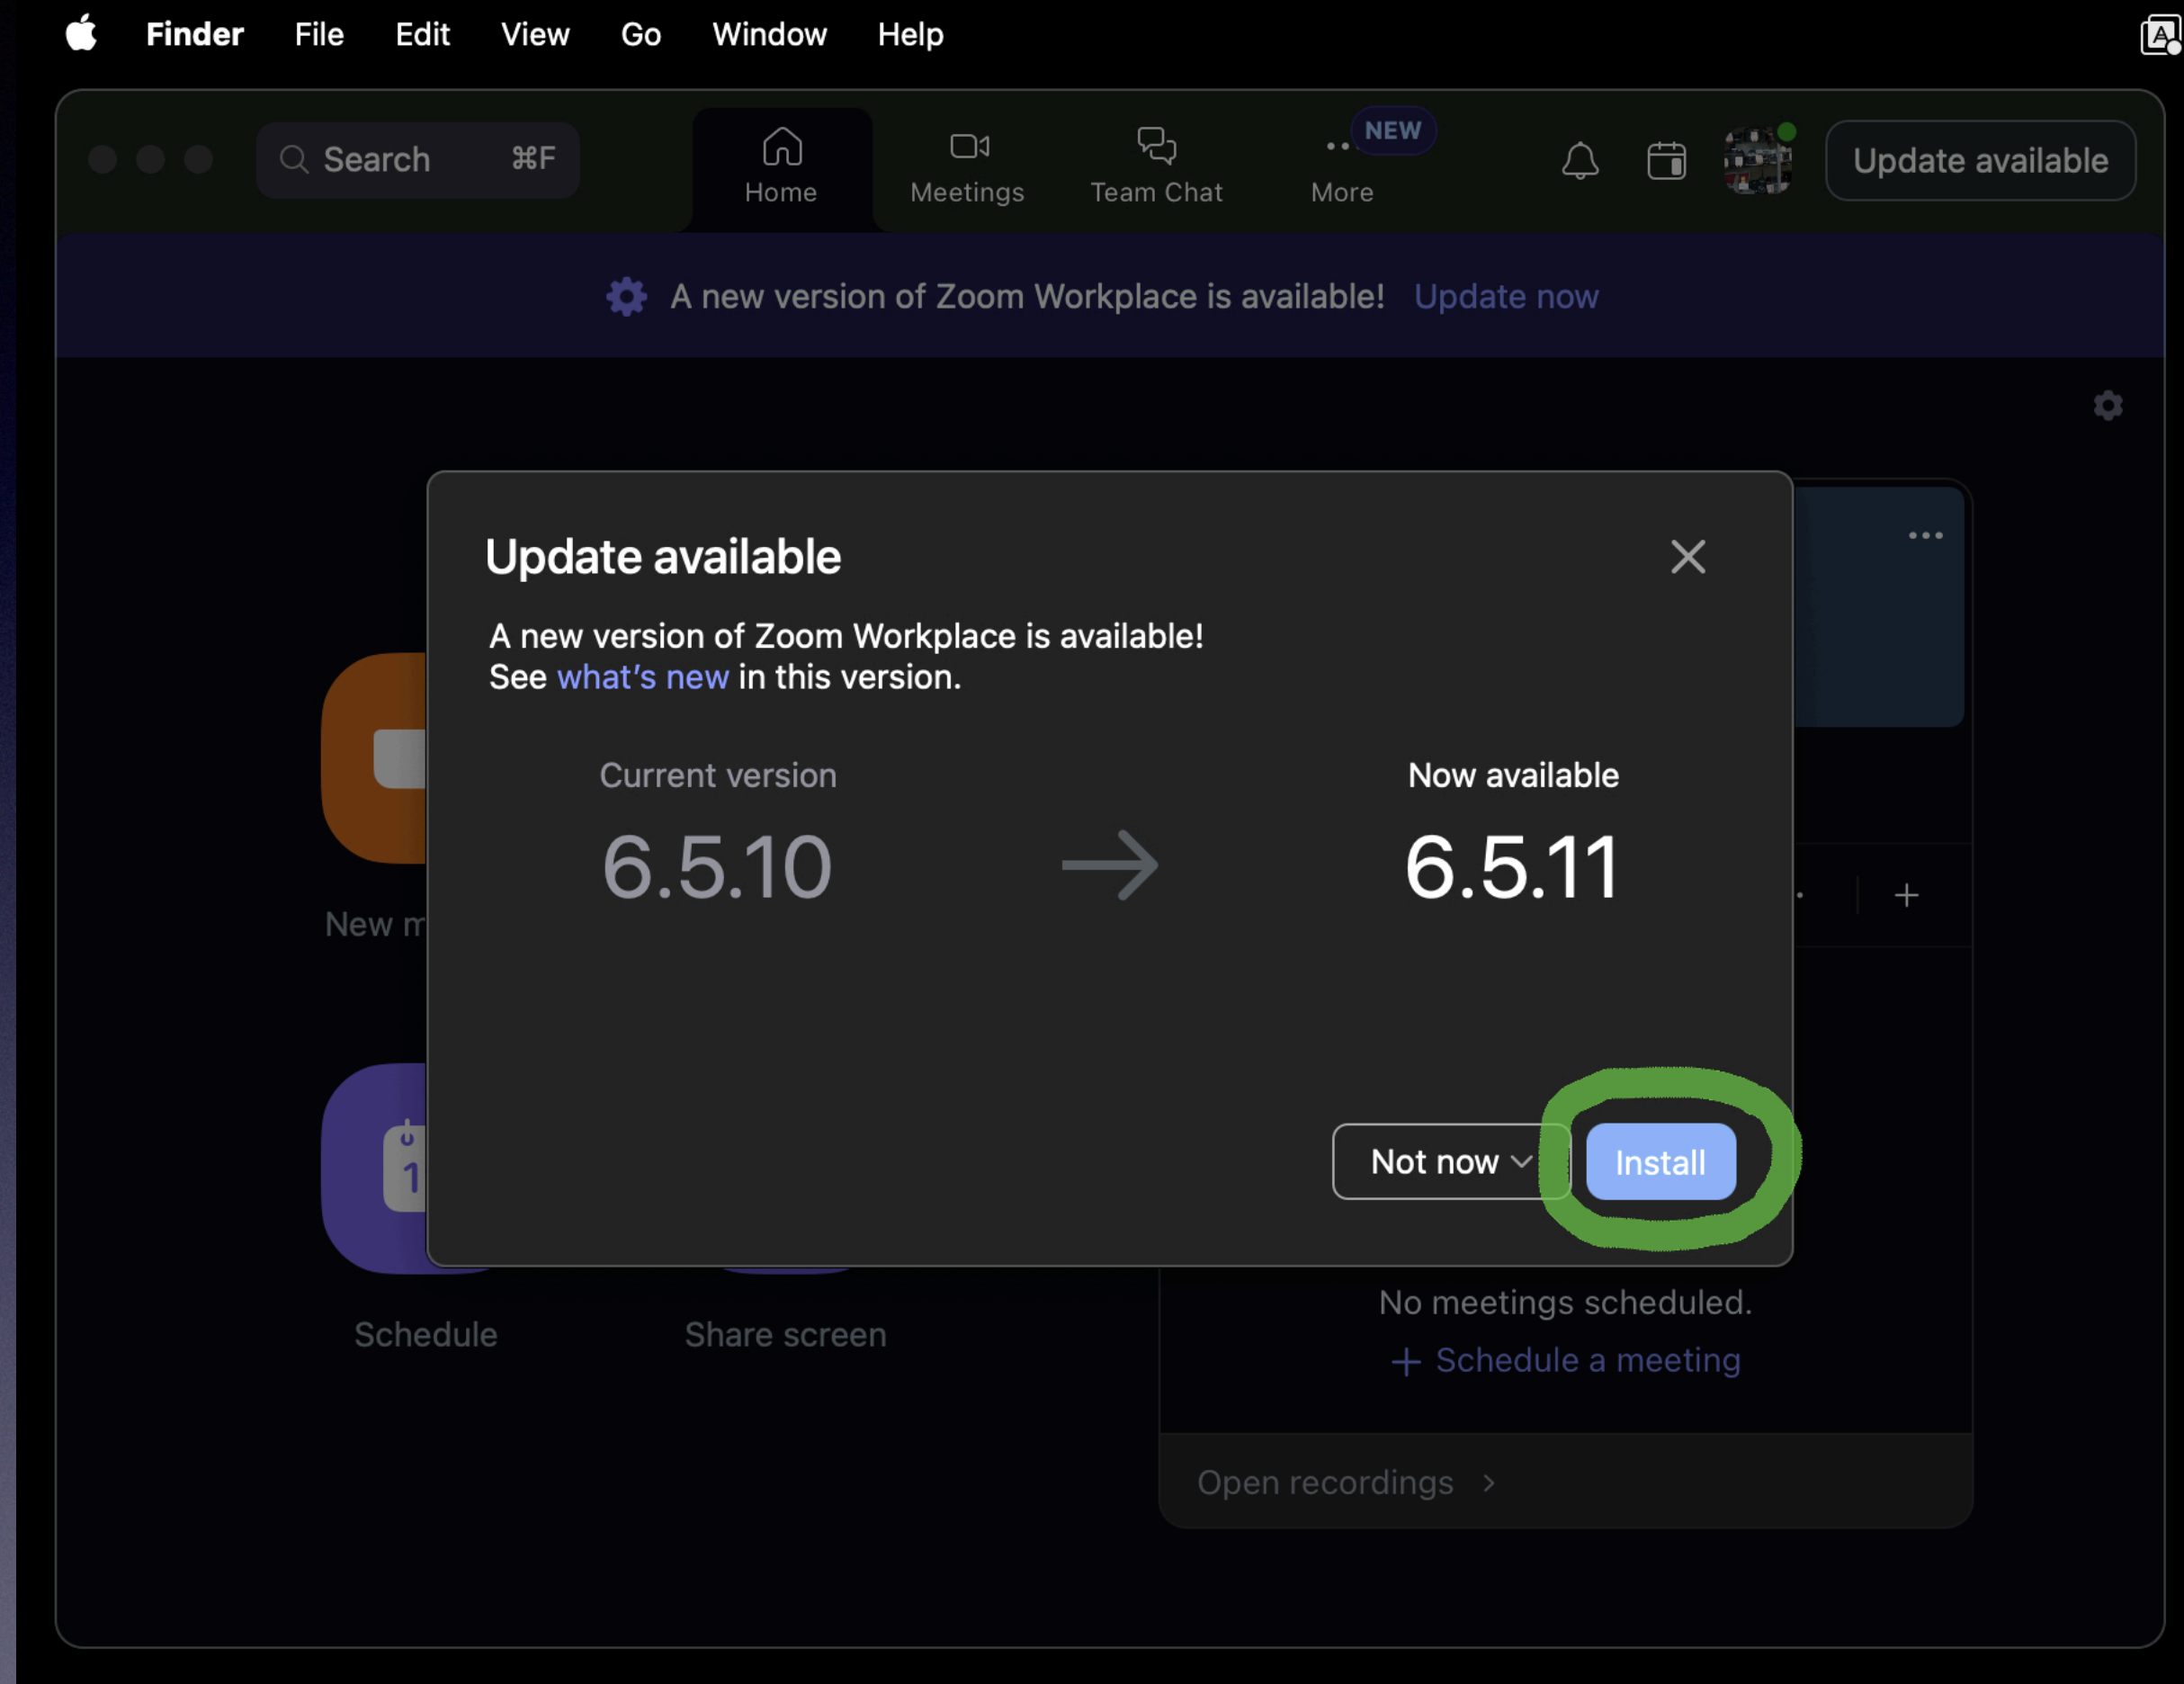 Finder File Edit View Go Window Help
Search ⌘F
Home
Meetings
Team Chat
NEW
More
Update available
A new version of Zoom Workplace is available! Update now
Update available
A new version of Zoom Workplace is available!
See what's new in this version.
Current version
Now available
6.5.10
6.5.11
New m
+
1
Not now
Install
Schedule
Share screen
No meetings scheduled.
+ Schedule a meeting
Open recordings >